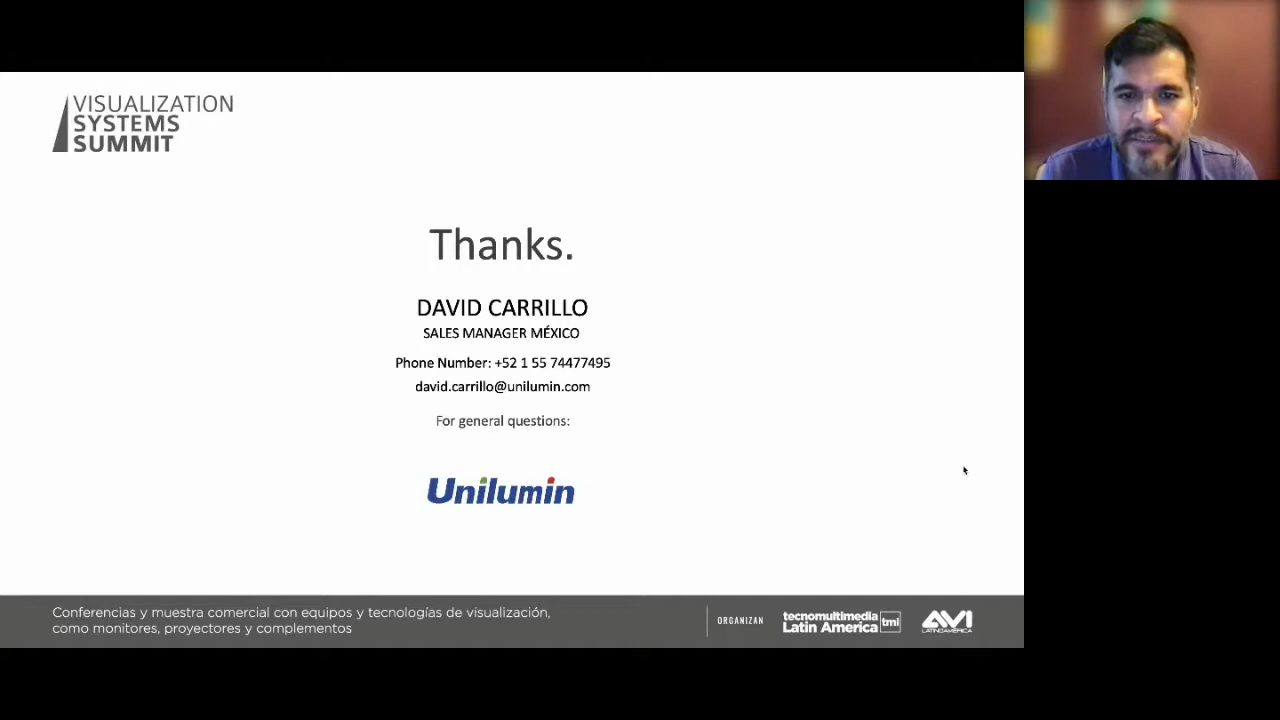 VISUALIZATION
SYSTEMS
SUMMIT
Thanks.
DAVID CARRILLO
SALES MANAGER MÉXICO
Phone Number: +52 1 55 74477495
david.carrillo@unilumin.com
For general questions:
Unilumin
Conferencias y muestra comercial con equipos y tecnologías de visualización,
como monitores, proyectores y complementos
ORGANIZAN
tecnomultimedia
Latin America
tml
AVI
LATINOAMÉRICA